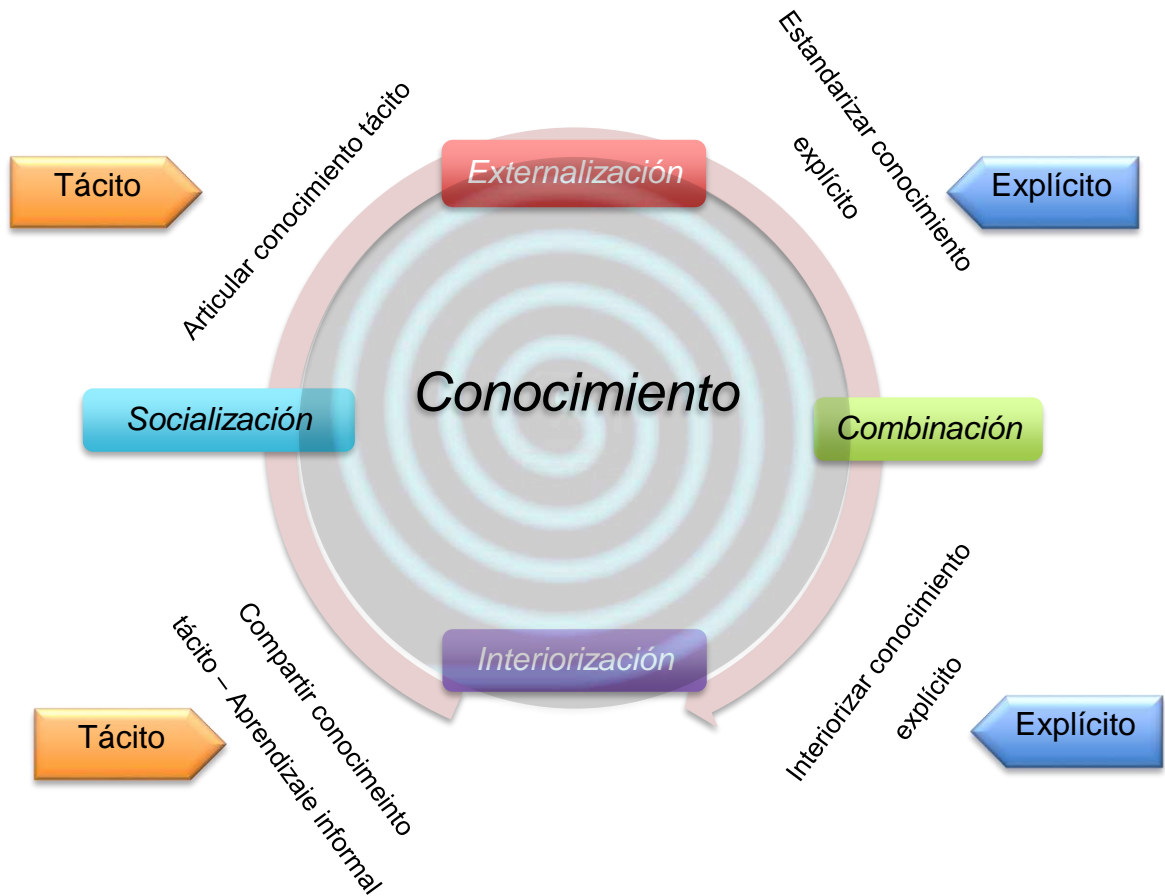 Externalización
Tácito
Articular conocimiento tácito
Estandarizar conocimiento
explícito
Explícito
Conocimiento
Socialización
Combinación
Interiorización
Tácito
Compartir conocimeinto
tácito – Aprendizaje informal
Interiorizar conocimiento
explícito
Explícito